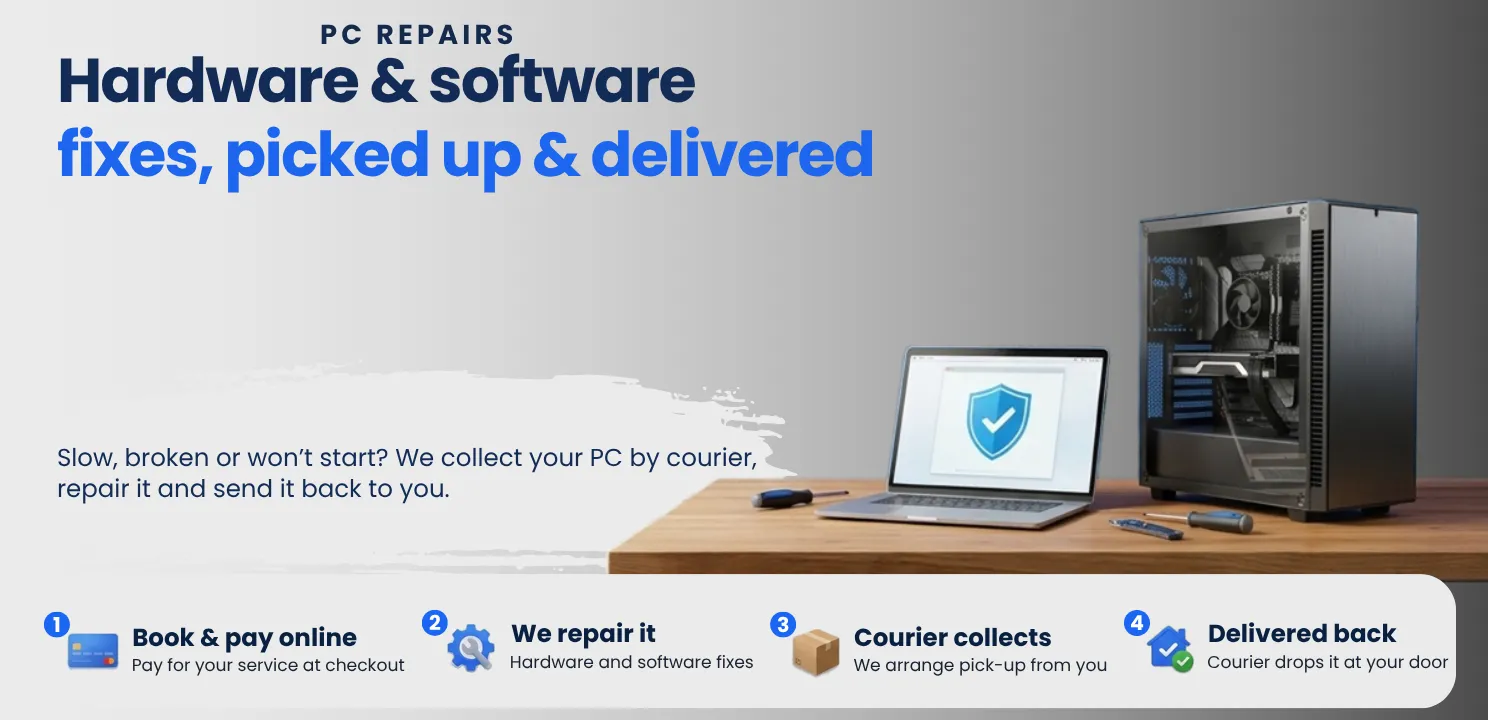 PC REPAIRS
Hardware & software
fixes, picked up & delivered
Slow, broken or won’t start? We collect your PC by courier,
repair it and send it back to you.
1
Book & pay online
Pay for your service at checkout
2
We repair it
Hardware and software fixes
3
Courier collects
We arrange pick-up from you
4
Delivered back
Courier drops it at your door